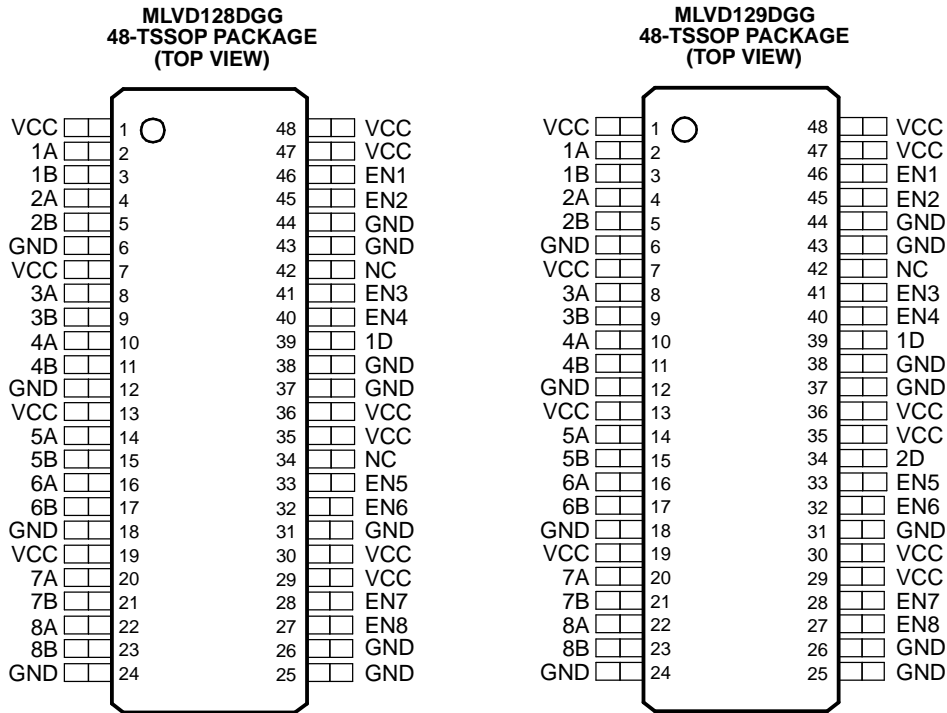 MLVD128DGG
48-TSSOP PACKAGE
(TOP VIEW)
VCC 1 48 VCC
1A 2 47 VCC
1B 3 46 EN1
2A 4 45 EN2
2B 5 44 GND
GND 6 43 GND
VCC 7 42 NC
3A 8 41 EN3
3B 9 40 EN4
4A 10 39 1D
4B 11 38 GND
GND 12 37 GND
VCC 13 36 VCC
5A 14 35 VCC
5B 15 34 NC
6A 16 33 EN5
6B 17 32 EN6
GND 18 31 GND
VCC 19 30 VCC
7A 20 29 VCC
7B 21 28 EN7
8A 22 27 EN8
8B 23 26 GND
GND 24 25 GND
MLVD129DGG
48-TSSOP PACKAGE
(TOP VIEW)
VCC 1 48 VCC
1A 2 47 VCC
1B 3 46 EN1
2A 4 45 EN2
2B 5 44 GND
GND 6 43 GND
VCC 7 42 NC
3A 8 41 EN3
3B 9 40 EN4
4A 10 39 1D
4B 11 38 GND
GND 12 37 GND
VCC 13 36 VCC
5A 14 35 VCC
5B 15 34 2D
6A 16 33 EN5
6B 17 32 EN6
GND 18 31 GND
VCC 19 30 VCC
7A 20 29 VCC
7B 21 28 EN7
8A 22 27 EN8
8B 23 26 GND
GND 24 25 GND